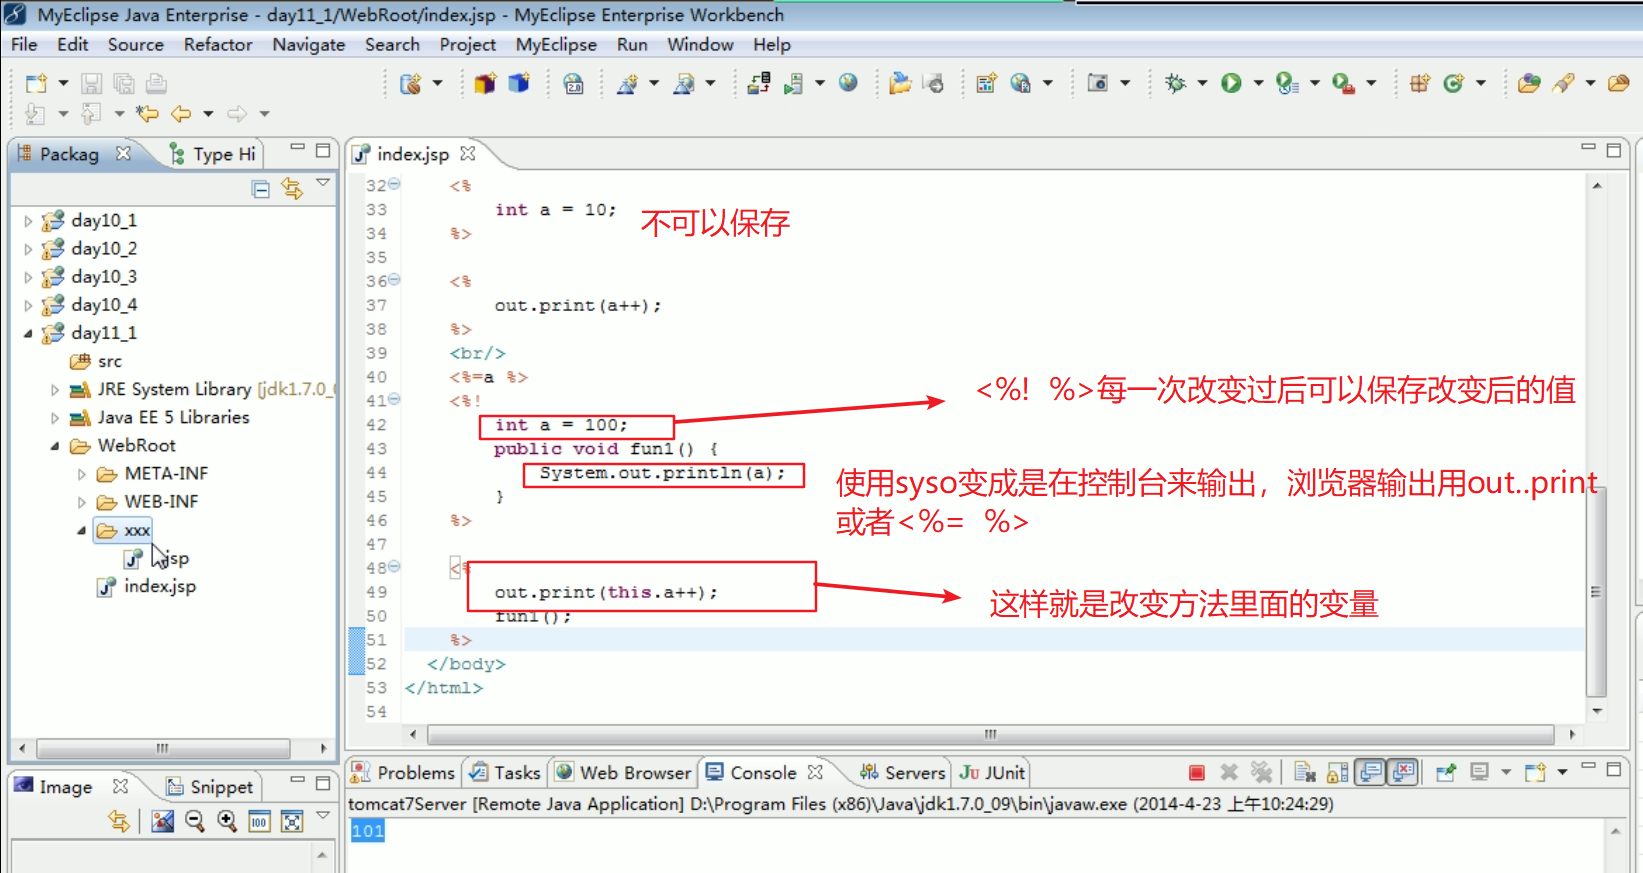 MyEclipse Java Enterprise - day11_1/WebRoot/index.jsp - MyEclipse Enterprise Workbench
File Edit Source Refactor Navigate Search Project MyEclipse Run Window Help
Packag
Type Hi
index.jsp
day10_1
day10_2
day10_3
day10_4
day11_1
src
JRE System Library [jdk1.7.0_
Java EE 5 Libraries
WebRoot
META-INF
WEB-INF
xxx
jsp
index.jsp
32 <%
33 int a = 10;
不可以保存
34 %>
35
36 <%
37 out.print(a++);
38 %>
39 <br/>
40 <%=a %>
41 <%!
<%! %>每一次改变过后可以保存改变后的值
42 int a = 100;
43 public void fun1() {
44 System.out.println(a);
使用syso变成是在控制台来输出，浏览器输出用out..print
或者<%= %>
45 }
46 %>
47
48 <%
49 out.print(this.a++);
这样就是改变方法里面的变量
50 fun1();
51 %>
52 </body>
53 </html>
54
Image
Snippet
Problems Tasks Web Browser Console Servers JUnit
tomcat7Server [Remote Java Application] D:\Program Files (x86)\Java\jdk1.7.0_09\bin\javaw.exe (2014-4-23 上午10:24:29)
101